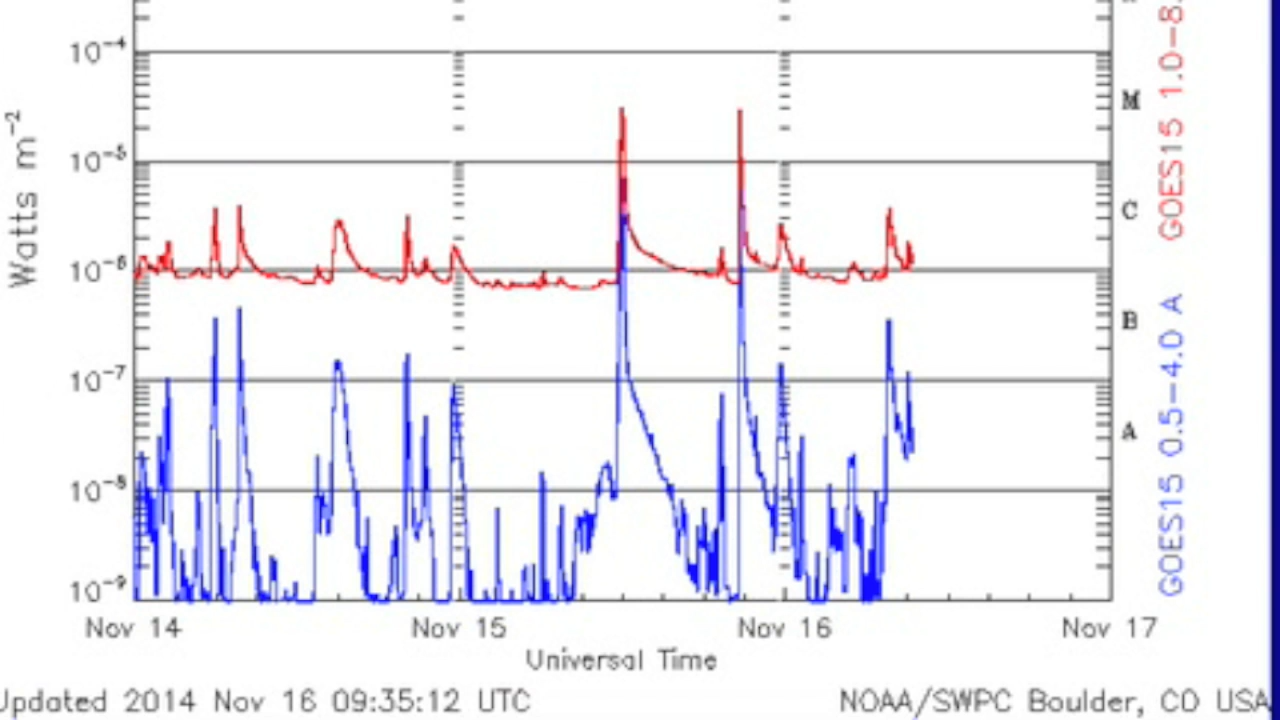 10-4
M
10-5
C
10-6
B
10-7
A
10-8
10-9
Watts m-2
GOES15 1.0-8.
GOES15 0.5-4.0 A
Nov 14 Nov 15 Nov 16 Nov 17
Universal Time
Updated 2014 Nov 16 09:35:12 UTC
NOAA/SWPC Boulder, CO USA